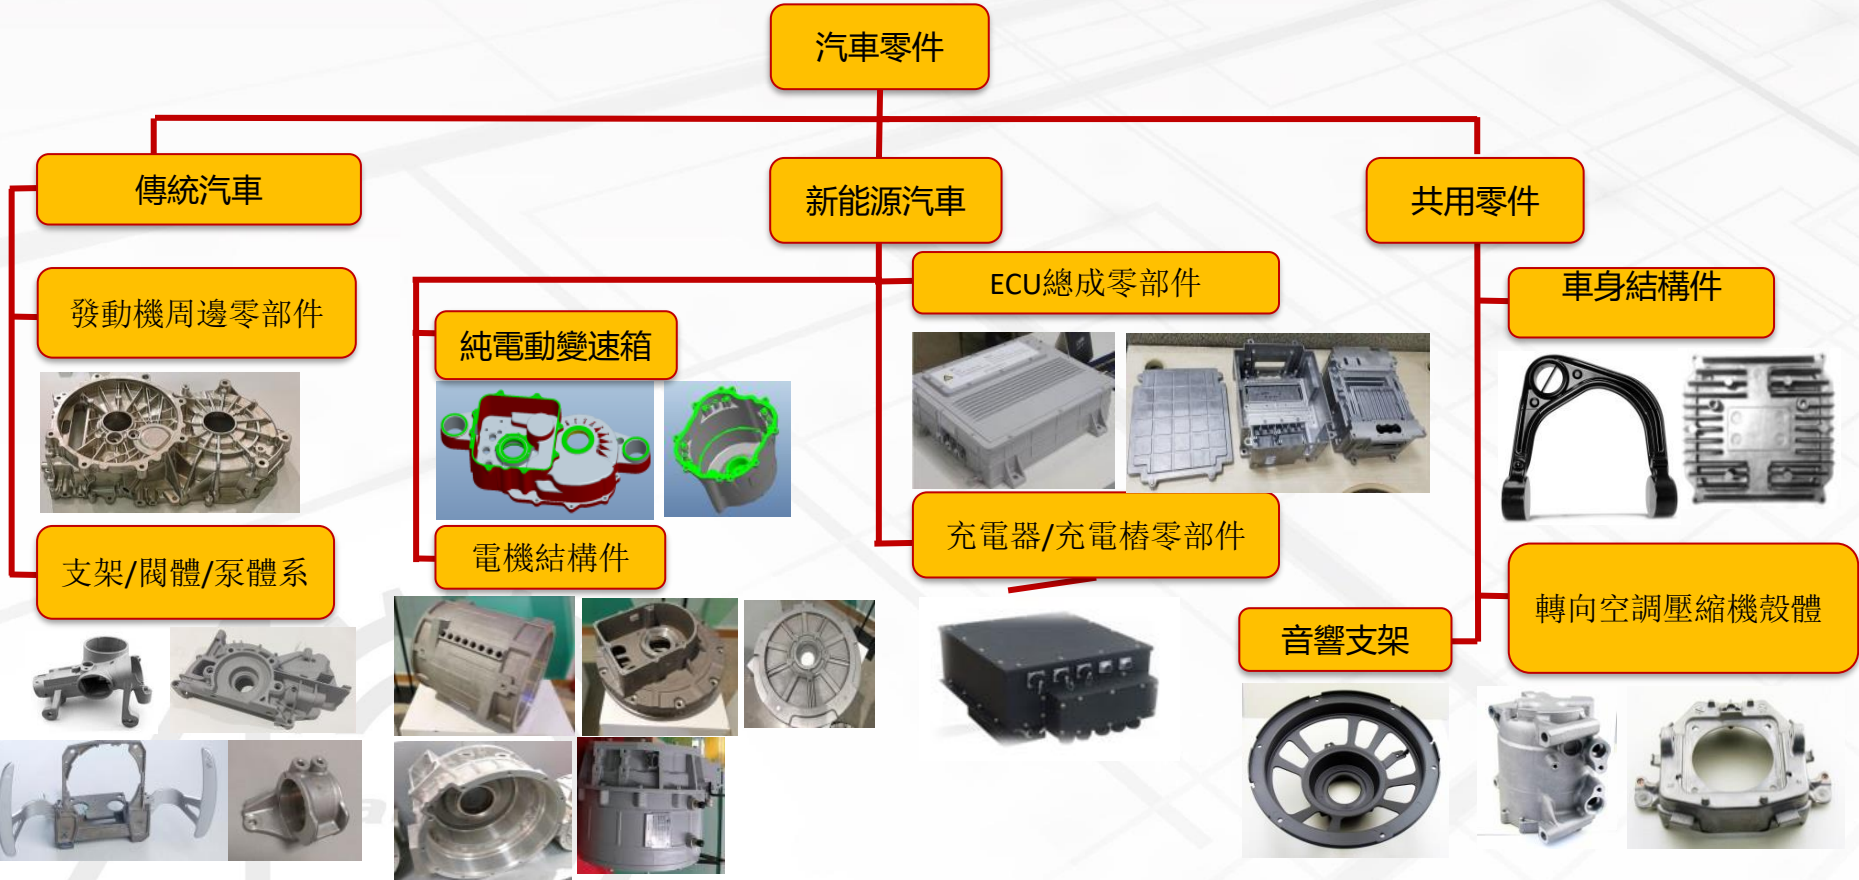 汽車零件
傳統汽車
新能源汽車
共用零件
發動機周邊零部件
支架/閥體/泵體系
純電動變速箱
電機結構件
ECU總成零部件
充電器/充電樁零部件
車身結構件
轉向空調壓縮機殼體
音響支架